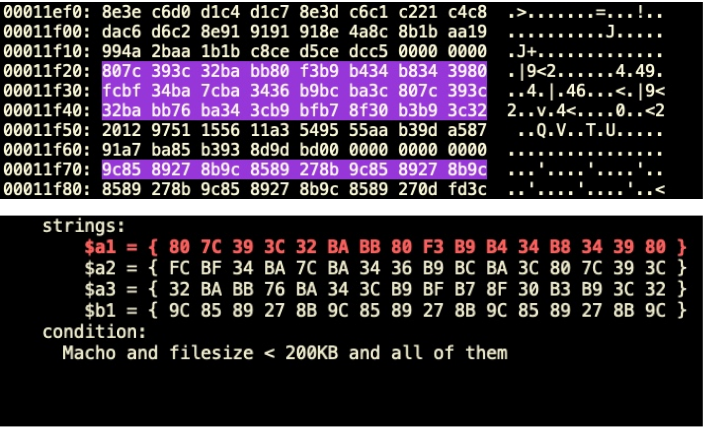 00011ef0: 8e3e c6d0 d1c4 d1c7 8e3d c6c1 c221 c4c8 .>.......=...!..
00011f00: dac6 d6c2 8e91 9191 918e 4a8c 8b1b aa19 ..........J.....
00011f10: 994a 2baa 1b1b c8ce d5ce dcc5 0000 0000 .J+.............
00011f20: 807c 393c 32ba bb80 f3b9 b434 b834 3980 .|9<2......4.49.
00011f30: fcbf 34ba 7cba 3436 b9bc ba3c 807c 393c ..4.|.46...<.|9<
00011f40: 32ba bb76 ba34 3cb9 bfb7 8f30 b3b9 3c32 2..v.4<....0..<2
00011f50: 2012 9751 1556 11a3 5495 55aa b39d a587 ..Q.V..T.U.....
00011f60: 91a7 ba85 b393 8d9d bd00 0000 0000 0000 ................
00011f70: 9c85 8927 8b9c 8589 278b 9c85 8927 8b9c ...'....'....'..
00011f80: 8589 278b 9c85 8927 8b9c 8589 270d fd3c ..'....'....'..<
strings:
$a1 = { 80 7C 39 3C 32 BA BB 80 F3 B9 B4 34 B8 34 39 80 }
$a2 = { FC BF 34 BA 7C BA 34 36 B9 BC BA 3C 80 7C 39 3C }
$a3 = { 32 BA BB 76 BA 34 3C B9 BF B7 8F 30 B3 B9 3C 32 }
$b1 = { 9C 85 89 27 8B 9C 85 89 27 8B 9C 85 89 27 8B 9C }
condition:
Macho and filesize < 200KB and all of them